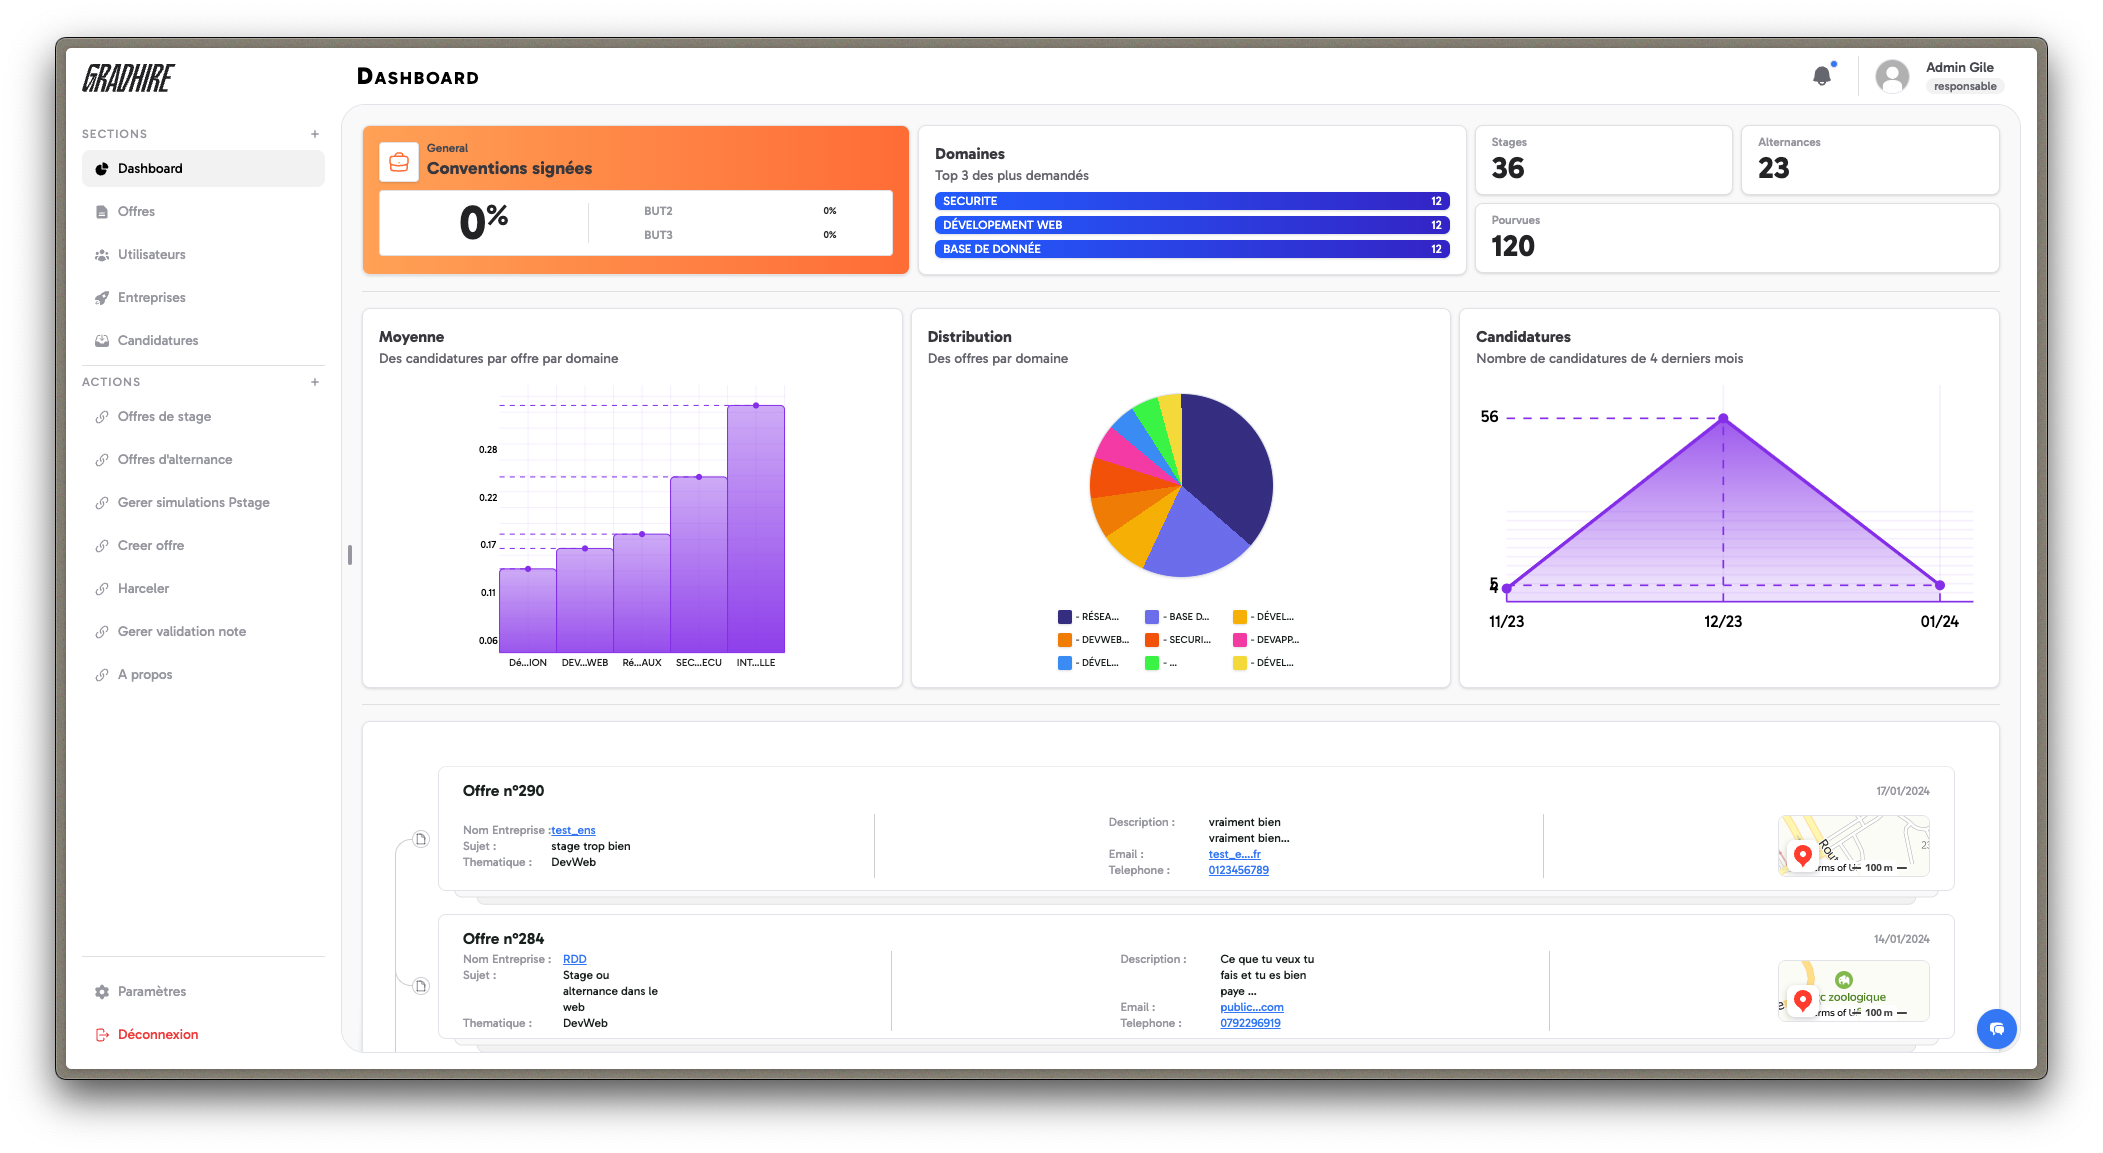 GRADHIRE
DASHBOARD
Admin Gile
responsable
SECTIONS +
Dashboard
Offres
Utilisateurs
Entreprises
Candidatures
ACTIONS +
Offres de stage
Offres d'alternance
Gerer simulations Pstage
Creer offre
Harceler
Gerer validation note
A propos
Paramètres
Déconnexion
General
Conventions signées
0%
BUT2 0%
BUT3 0%
Domaines
Top 3 des plus demandés
SECURITE 12
DÉVELOPEMENT WEB 12
BASE DE DONNÉE 12
Stages
36
Alternances
23
Pourvues
120
Moyenne
Des candidatures par offre par domaine
0.28
0.22
0.17
0.11
0.06
Dé...ION DEV...WEB Ré...AUX SEC...ECU INT...LLE
Distribution
Des offres par domaine
- RÉSEA... - BASE D... - DÉVEL...
- DEVWEB... - SECURI... - DEVAPP...
- DÉVEL... - ... - DÉVEL...
Candidatures
Nombre de candidatures de 4 derniers mois
56
5
4
11/23 12/23 01/24
Offre n°290
17/01/2024
Nom Entreprise : test_ens
Sujet : stage trop bien
Thematique : DevWeb
Description : vraiment bien
vraiment bien...
Email : test_e....fr
Telephone : 0123456789
100 m
Offre n°284
14/01/2024
Nom Entreprise : RDD
Sujet : Stage ou
alternance dans le
web
Thematique : DevWeb
Description : Ce que tu veux tu
fais et tu es bien
paye ...
Email : public...com
Telephone : 0792296919
zoologique
100 m